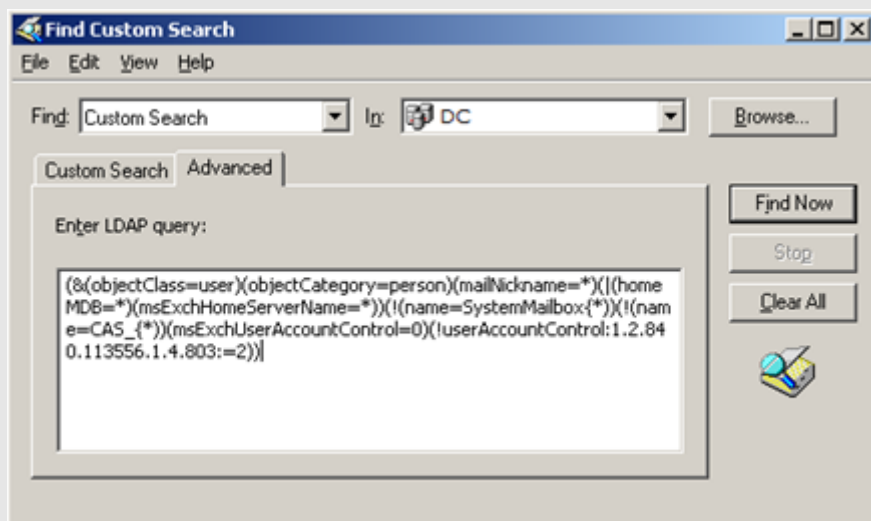 Find Custom Search
File Edit View Help
Find: Custom Search In: DC Browse...
Custom Search Advanced
Find Now
Enter LDAP query:
Stop
(&(objectClass=user)(objectCategory=person)(mailNickname=*)(|(home
MDB=*)(msExchHomeServerName=*))(!(name=SystemMailbox{*))(!(nam
e=CAS_{*))(msExchUserAccountControl=0)(!userAccountControl:1.2.84
0.113556.1.4.803:=2))
Clear All